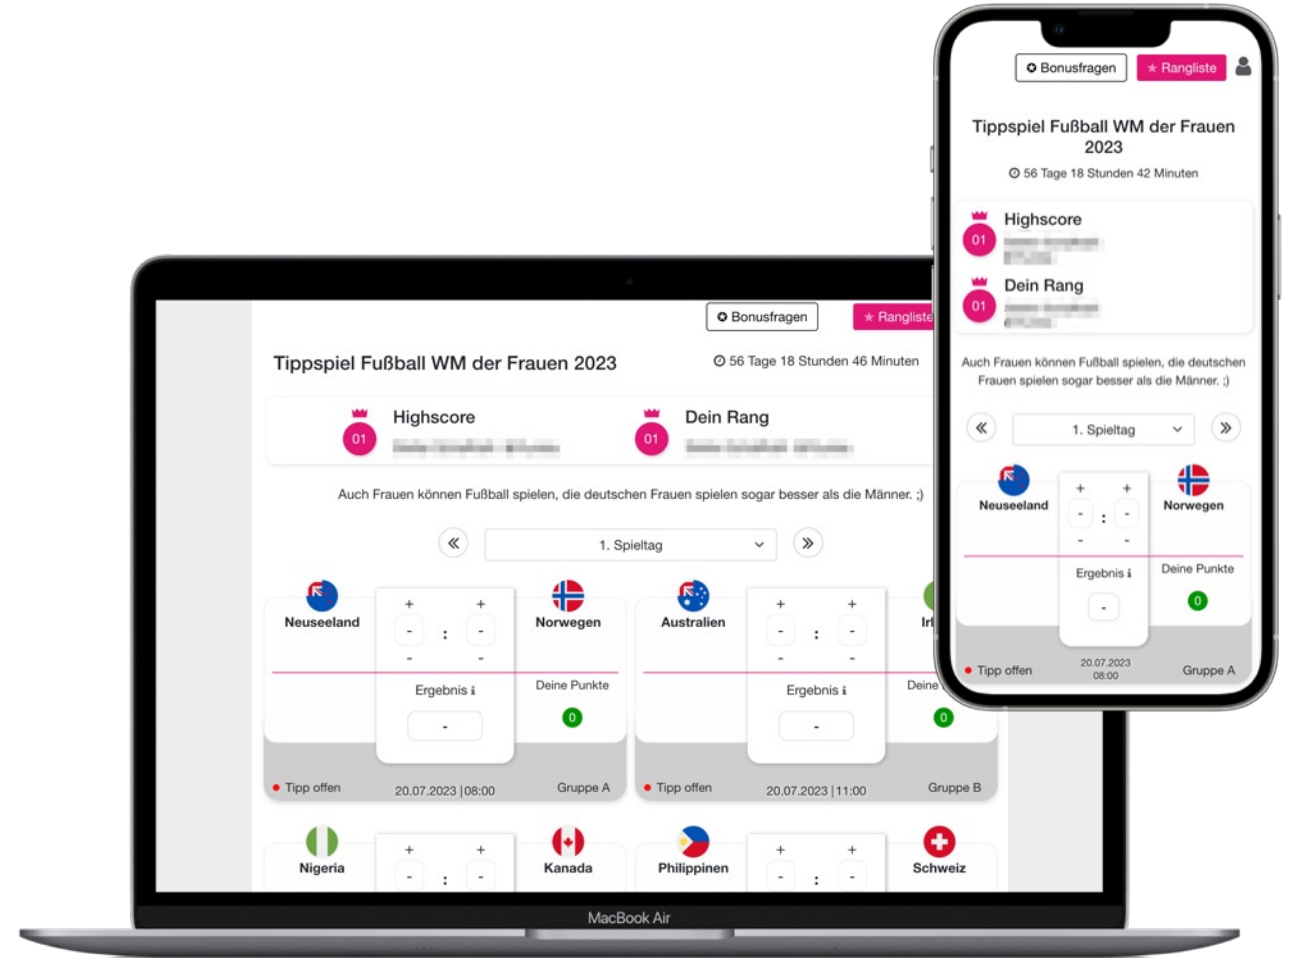 Bonusfragen
Rangliste
Tippspiel Fußball WM der Frauen
2023
56 Tage 18 Stunden 42 Minuten
01
Highscore
01
Dein Rang
Auch Frauen können Fußball spielen, die deutschen
Frauen spielen sogar besser als die Männer. ;)
1. Spieltag
Neuseeland
+ +
- : -
- -
Norwegen
Ergebnis i
-
Deine Punkte
0
Tipp offen
20.07.2023
08:00
Gruppe A
Bonusfragen
Rangliste
Tippspiel Fußball WM der Frauen 2023
56 Tage 18 Stunden 46 Minuten
01
Highscore
01
Dein Rang
Auch Frauen können Fußball spielen, die deutschen Frauen spielen sogar besser als die Männer. ;)
1. Spieltag
Neuseeland
+ +
- : -
- -
Norwegen
Ergebnis i
-
Deine Punkte
0
Tipp offen
20.07.2023 | 08:00
Gruppe A
Australien
+ +
- : -
- -
Irl
Ergebnis i
-
Deine
0
Tipp offen
20.07.2023 | 11:00
Gruppe B
Nigeria
+ +
- : -
Kanada
Philippinen
+ +
- : -
Schweiz
MacBook Air